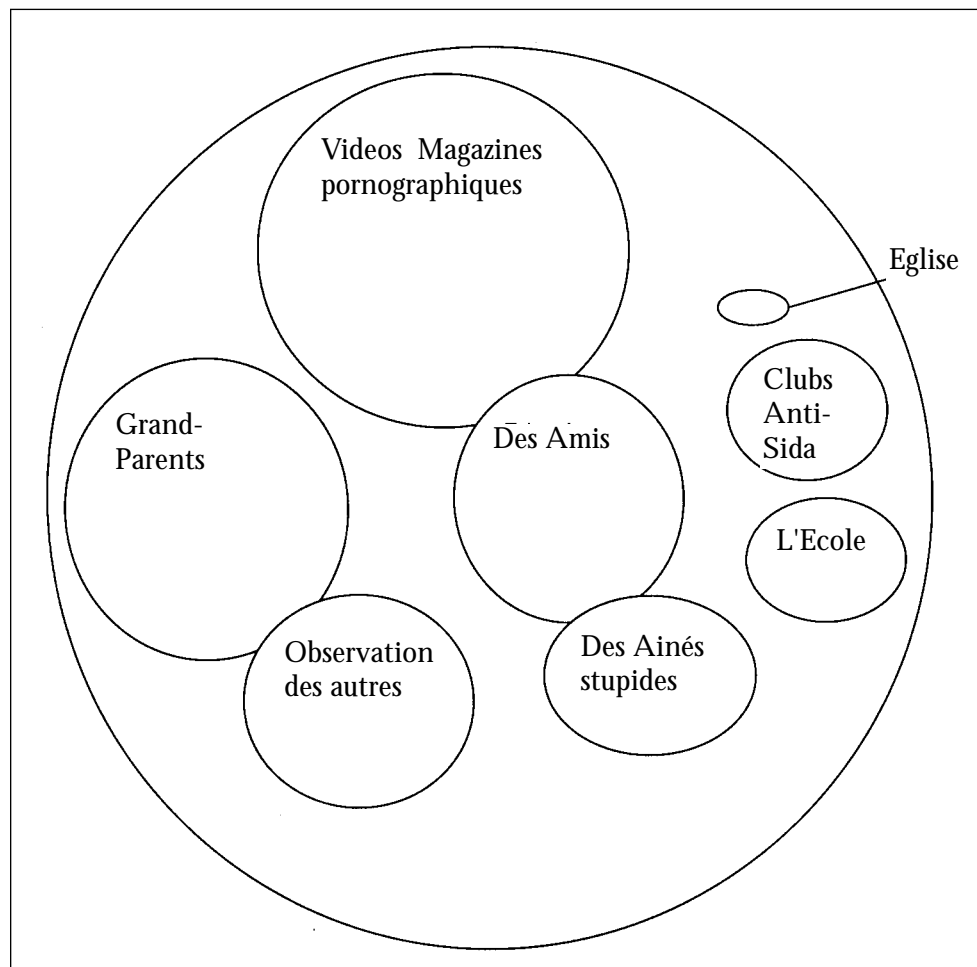 Videos Magazines
pornographiques
Eglise
Clubs
Anti-
Sida
Grand-
Parents
Des Amis
L'Ecole
Observation
des autres
Des Ainés
stupides